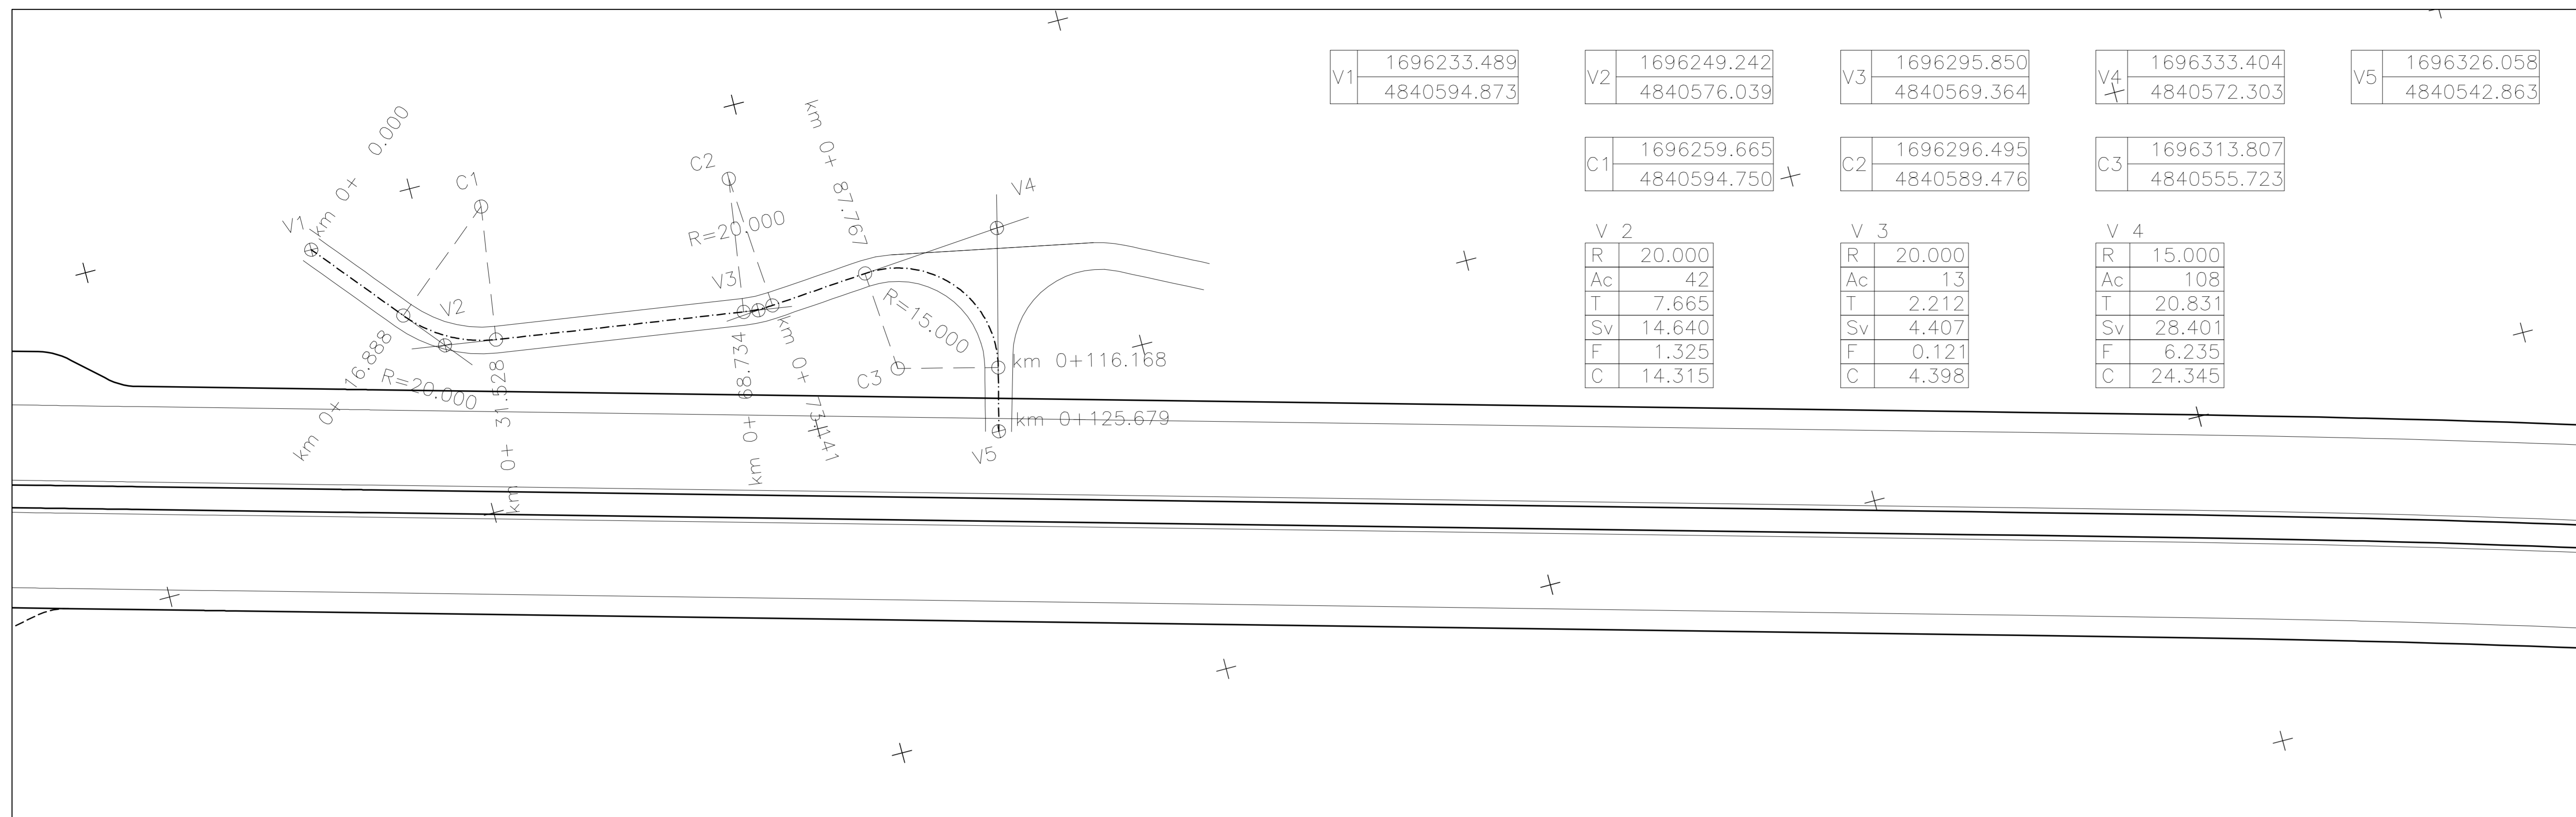 V1 1696233.489
4840594.873
V2 1696249.242
4840576.039
V3 1696295.850
4840569.364
V4 1696333.404
4840572.303
V5 1696326.058
4840542.863
C1 1696259.665
4840594.750
C2 1696296.495
4840589.476
C3 1696313.807
4840555.723
V 2
R 20.000
Ac 42
T 7.665
Sv 14.640
F 1.325
C 14.315
V 3
R 20.000
Ac 13
T 2.212
Sv 4.407
F 0.121
C 4.398
V 4
R 15.000
Ac 108
T 20.831
Sv 28.401
F 6.235
C 24.345
V1
km 0+ 0.000
C1
V2
km 0+ 16.888
R=20.000
km 0+ 31.528
C2
R=20.000
V3
km 0+ 68.734
km 0+ 73.141
km 0+ 87.767
V4
R=15.000
C3
km 0+116.168
km 0+125.679
V5